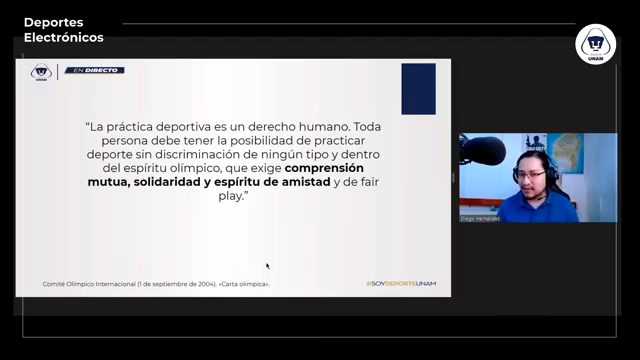 Deportes
Electrónicos
UNAM
UNAM
EN DIRECTO
“La práctica deportiva es un derecho humano. Toda
persona debe tener la posibilidad de practicar
deporte sin discriminación de ningún tipo y dentro
del espíritu olímpico, que exige comprensión
mutua, solidaridad y espíritu de amistad y de fair
play.”
Diego Hernández
Comité Olímpico Internacional (1 de septiembre de 2004). «Carta olímpica».
#SOYDEPORTEUNAM